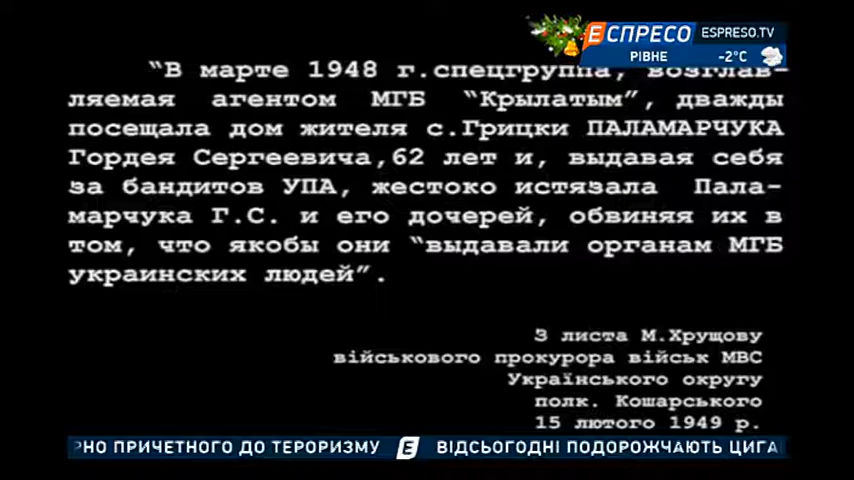 ЕСПРЕСО ESPRESO.TV
РІВНЕ -2°C
“В марте 1948 г.спецгруппа, возглав-
ляемая агентом МГБ “Крылатым”, дважды
посещала дом жителя с.Грицки ПАЛАМАРЧУКА
Гордея Сергеевича,62 лет и, выдавая себя
за бандитов УПА, жестоко истязала Пала-
марчука Г.С. и его дочерей, обвиняя их в
том, что якобы они “выдавали органам МГБ
украинских людей”.
З листа М.Хрущову
військового прокурора військ МВС
Українського округу
полк. Кошарського
15 лютого 1949 р.
РНО ПРИЧЕТНОГО ДО ТЕРОРИЗМУ Е ВІДСЬОГОДНІ ПОДОРОЖЧАЮТЬ ЦИГА